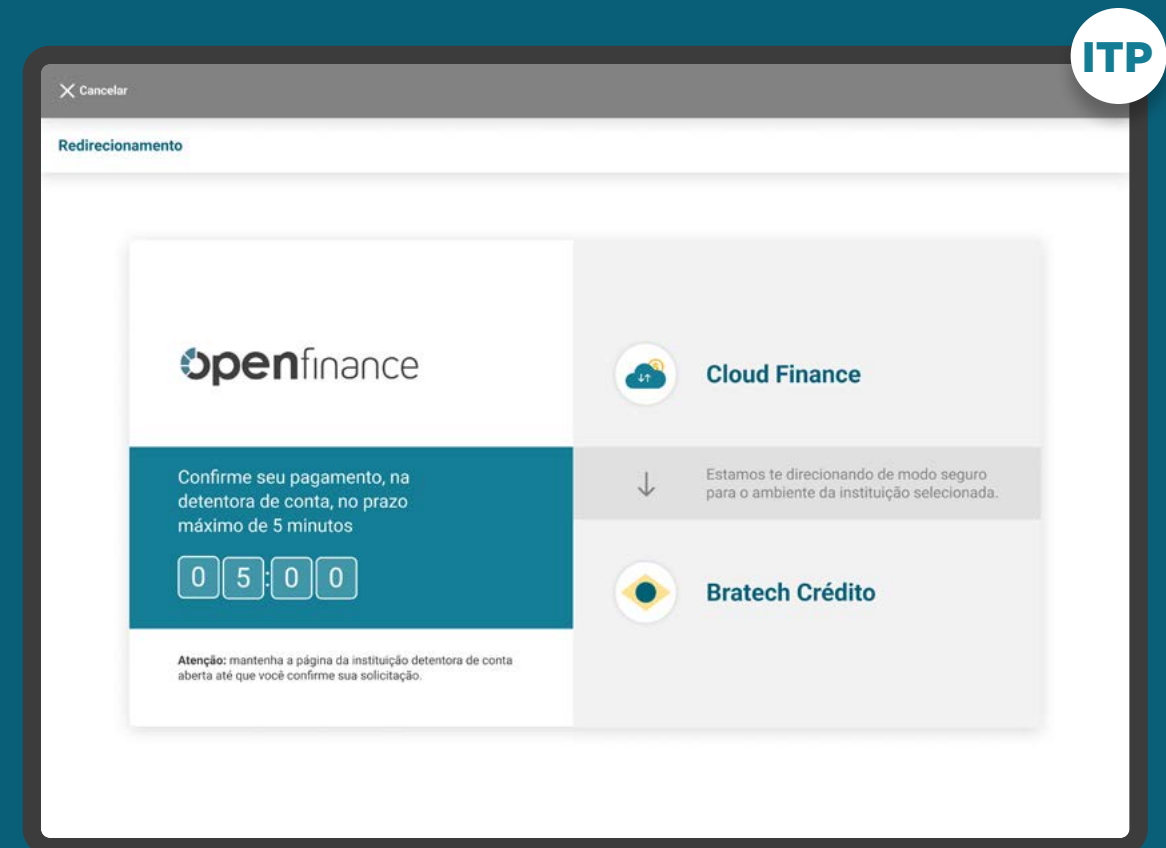 ITP
Cancelar
Redirecionamento
openfinance
Confirme seu pagamento, na
detentora de conta, no prazo
máximo de 5 minutos
05:00
Atenção: mantenha a página da instituição detentora de conta
aberta até que você confirme sua solicitação.
Cloud Finance
Estamos te direcionando de modo seguro
para o ambiente da instituição selecionada.
Bratech Crédito